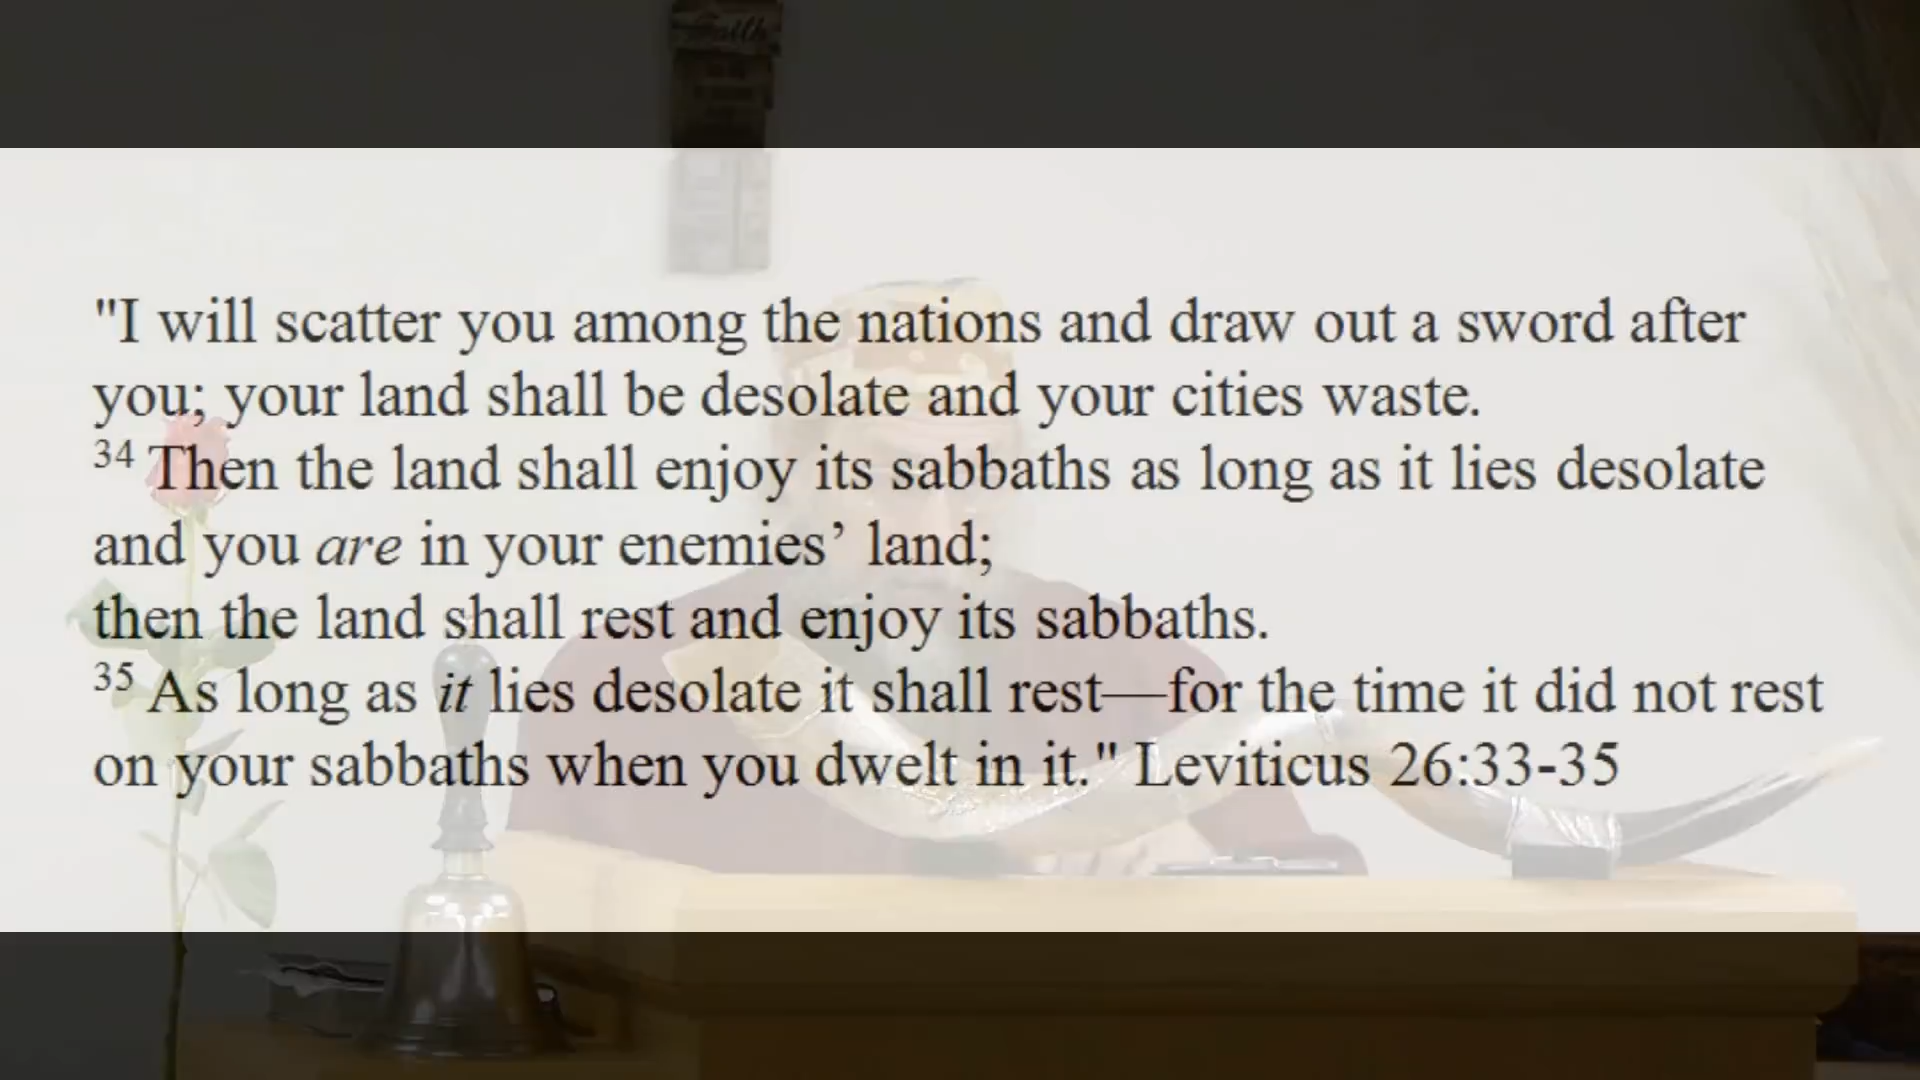 Faith
"I will scatter you among the nations and draw out a sword after
you; your land shall be desolate and your cities waste.
34 Then the land shall enjoy its sabbaths as long as it lies desolate
and you are in your enemies’ land;
then the land shall rest and enjoy its sabbaths.
35 As long as it lies desolate it shall rest—for the time it did not rest
on your sabbaths when you dwelt in it." Leviticus 26:33-35